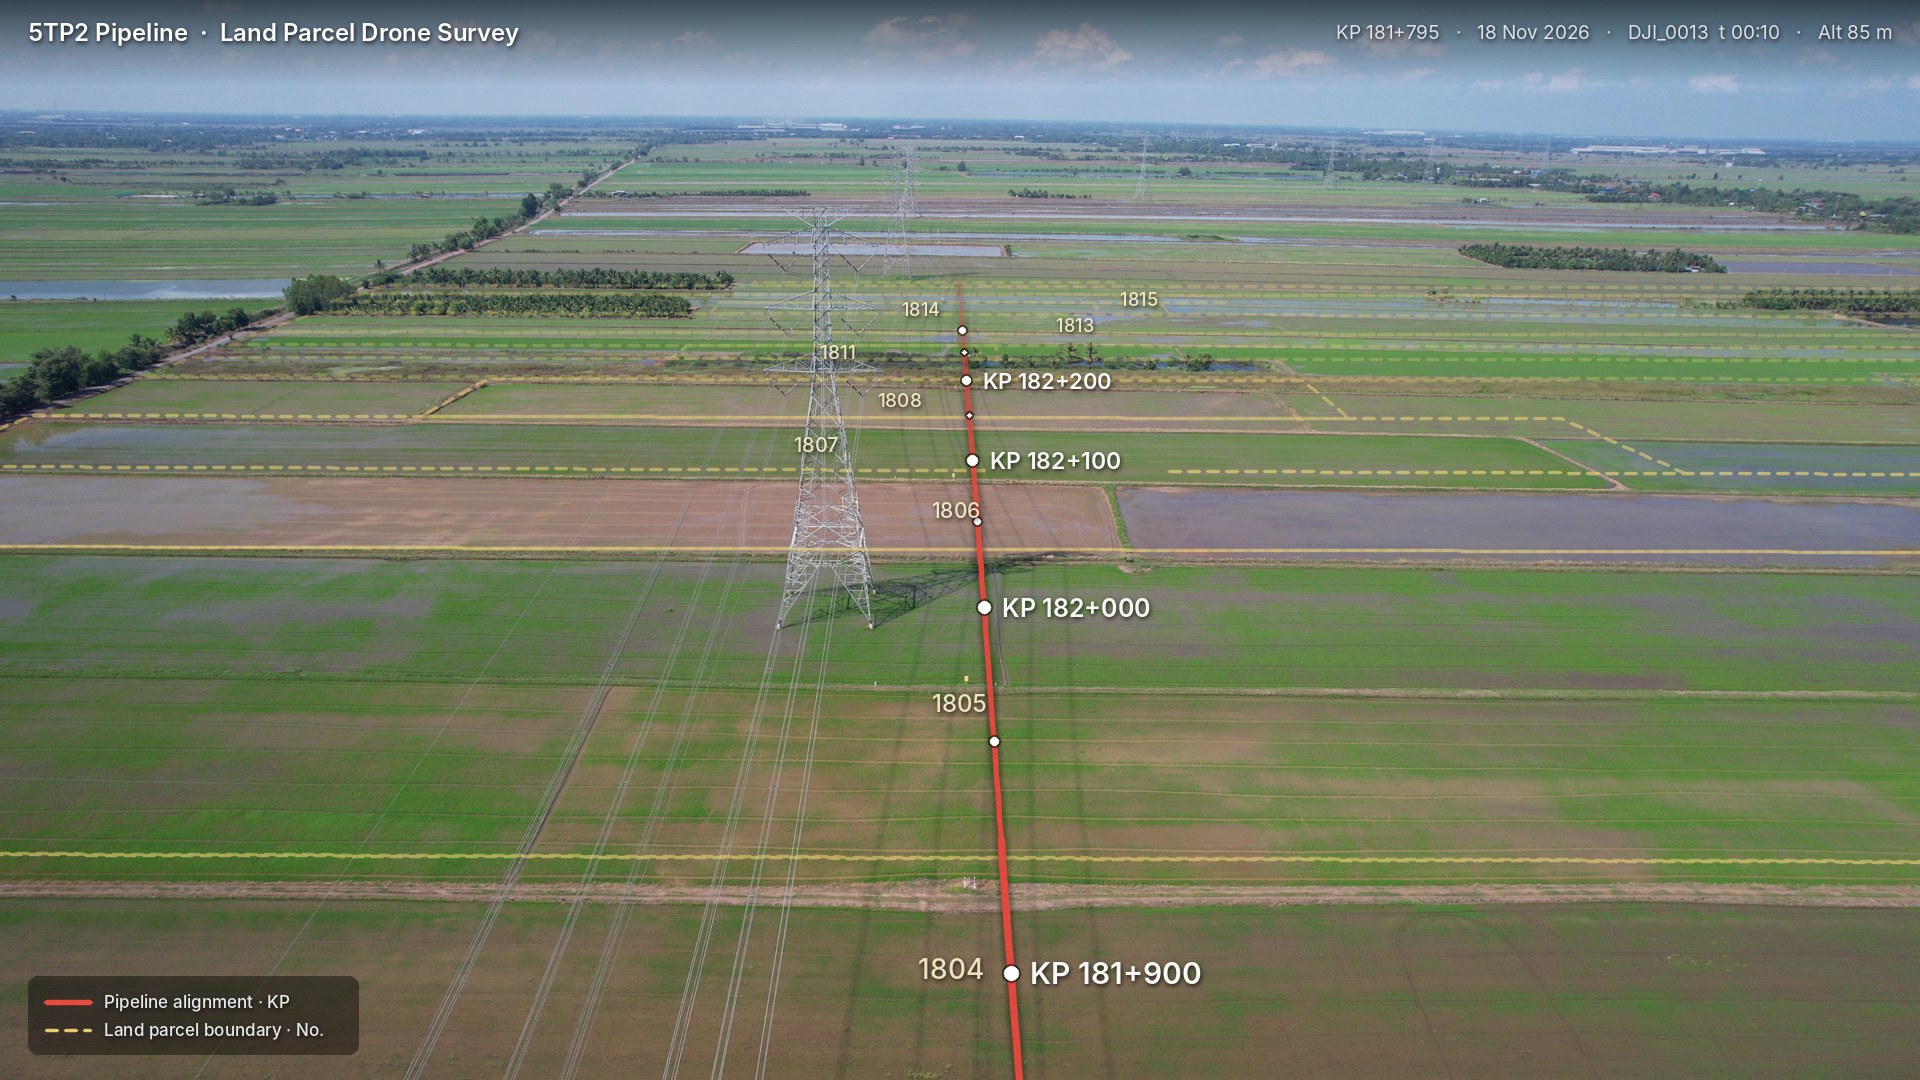 5TP2 Pipeline · Land Parcel Drone Survey
KP 181+795 · 18 Nov 2026 · DJI_0013 t 00:10 · Alt 85 m
1815
1814
1813
1811
KP 182+200
1808
1807
KP 182+100
1806
KP 182+000
1805
1804
KP 181+900
Pipeline alignment · KP
Land parcel boundary · No.